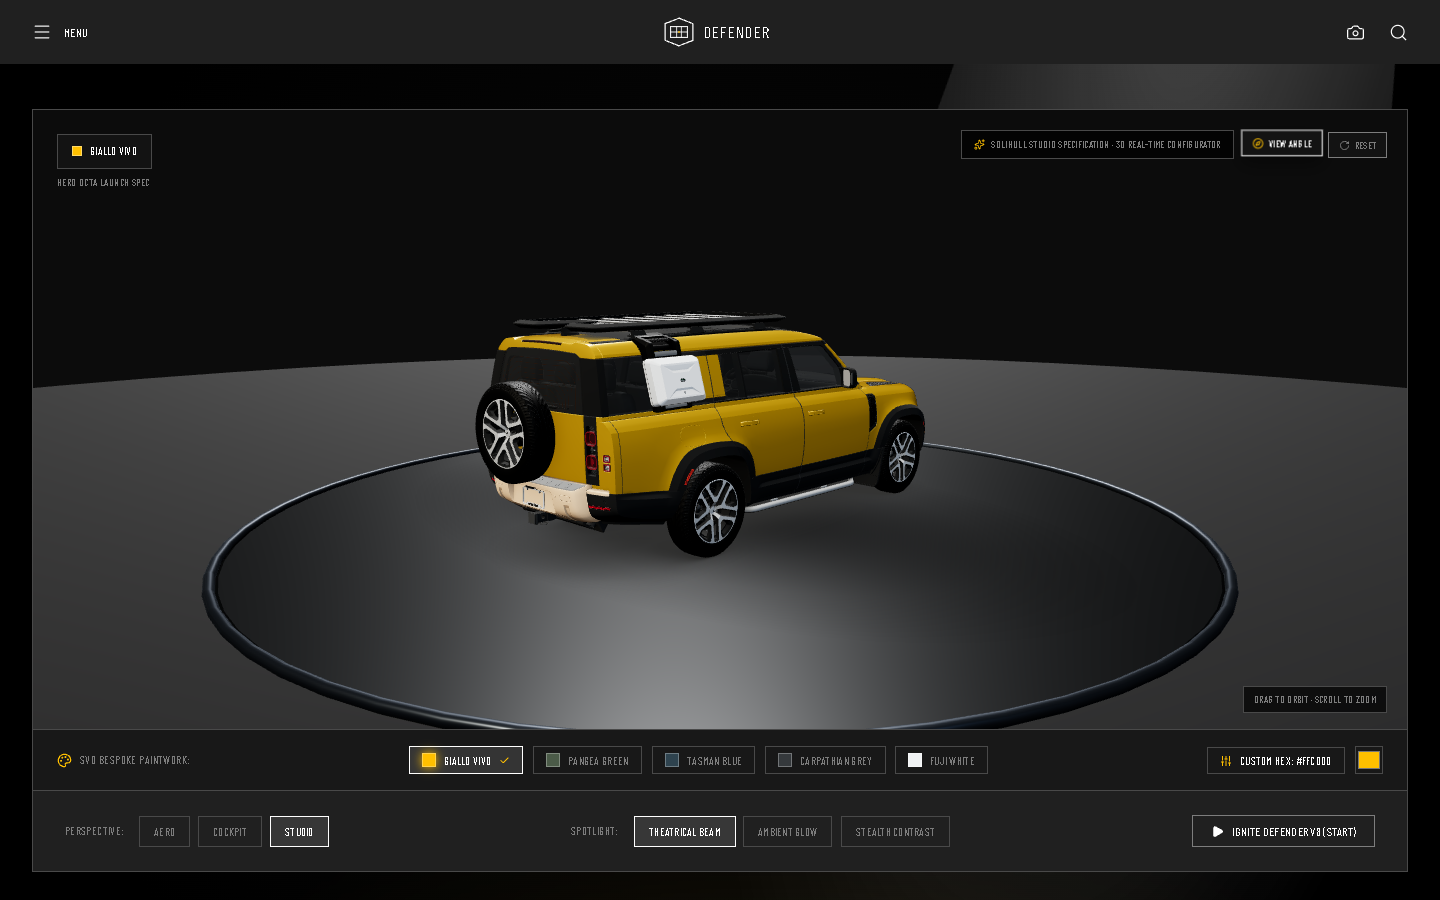 MENU
DEFENDER
GIALLO VIVO
HERO OCTA LAUNCH SPEC
SOLIHULL STUDIO SPECIFICATION · 3D REAL-TIME CONFIGURATOR
VIEW ANGLE
RESET
DRAG TO ORBIT · SCROLL TO ZOOM
SVO BESPOKE PAINTWORK:
GIALLO VIVO
PANGEA GREEN
TASMAN BLUE
CARPATHIAN GREY
FUJI WHITE
CUSTOM HEX: #FFC000
PERSPECTIVE:
AERO
COCKPIT
STUDIO
SPOTLIGHT:
THEATRICAL BEAM
AMBIENT GLOW
STEALTH CONTRAST
IGNITE DEFENDER V8 (START)